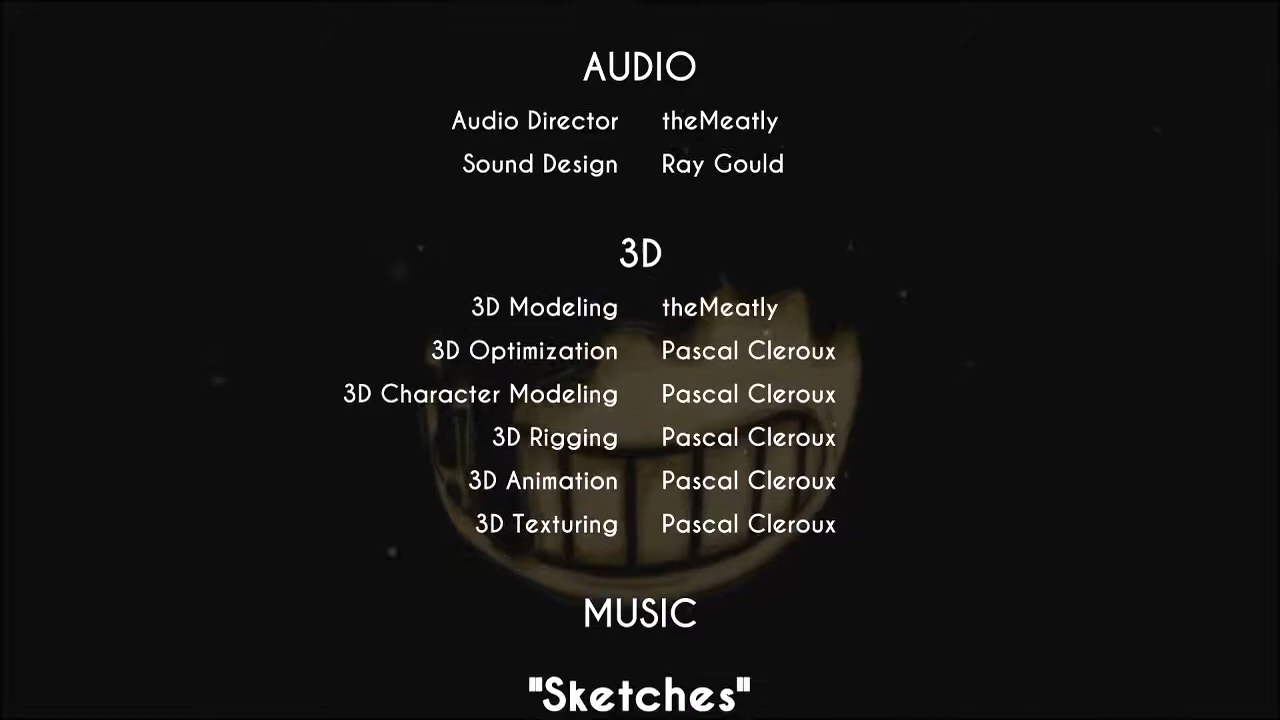 AUDIO
Audio Director theMeatly
Sound Design Ray Gould
3D
3D Modeling theMeatly
3D Optimization Pascal Cleroux
3D Character Modeling Pascal Cleroux
3D Rigging Pascal Cleroux
3D Animation Pascal Cleroux
3D Texturing Pascal Cleroux
MUSIC
"Sketches"